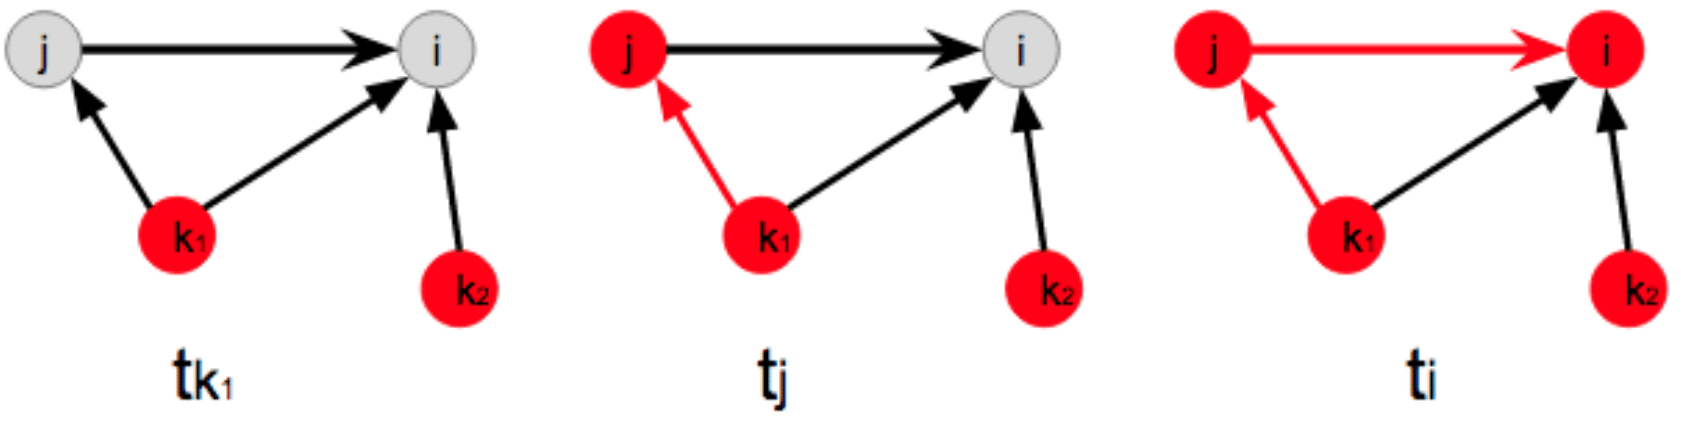 j i j i j i
k1 k1 k1
k2 k2 k2
tk1 tj ti